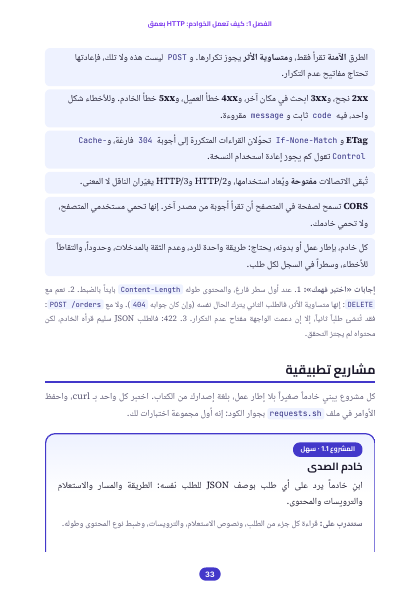 الفصل 1: كيف تعمل الخوادم: HTTP بعمق
الطرق الآمنة تقرأ فقط، ومتساوية الأثر يجوز تكرارها. و POST ليست هذه ولا تلك، فإعادتها
تحتاج مفاتيح عدم التكرار.
2xx نجح، و3xx ابحث في مكان آخر، و4xx خطأ العميل، و5xx خطأ الخادم. وللأخطاء شكل
واحد، فيه code ثابت و message مقروءة.
ETag و If-None-Match تحوّلان القراءات المتكررة إلى أجوبة 304 فارغة، و Cache-
Control تقول كم يجوز إعادة استخدام النسخة.
تُبقى الاتصالات مفتوحة ويُعاد استخدامها، وHTTP/2 وHTTP/3 يغيّران الناقل لا المعنى.
CORS تسمح لصفحة في المتصفح أن تقرأ أجوبة من مصدر آخر. إنها تحمي مستخدمي المتصفح،
ولا تحمي خادمك.
كل خادم، بإطار عمل أو بدونه، يحتاج: طريقة واحدة للرد، وعدم الثقة بالمدخلات، وحدوداً، والتقاطاً
للأخطاء، وسطراً في السجل لكل طلب.
إجابات «اختبر فهمك»: 1. عند أول سطر فارغ، والمحتوى طوله Content-Length بايتاً بالضبط. 2. نعم مع
DELETE : إنها متساوية الأثر، فالطلب الثاني يترك الحال نفسه (وإن كان جوابه 404 ). ولا مع POST /orders :
فقد تُنشئ طلباً ثانياً، إلا إن دعمت الواجهة مفتاح عدم التكرار. 3. 422: فالطلب JSON سليم قرأه الخادم، لكن
محتواه لم يجتز التحقق.
مشاريع تطبيقية
كل مشروع يبني خادماً صغيراً بلا إطار عمل، بلغة إصدارك من الكتاب. اختبر كل واحد بـ curl، واحفظ
الأوامر في ملف requests.sh بجوار الكود: إنه أول مجموعة اختبارات لك.
المشروع 1.1 · سهل
خادم الصدى
ابنِ خادماً يرد على أي طلب بوصف JSON للطلب نفسه: الطريقة والمسار والاستعلام
والترويسات والمحتوى.
ستتدرب على: قراءة كل جزء من الطلب، ونصوص الاستعلام، والترويسات، وضبط نوع المحتوى وطوله.
33